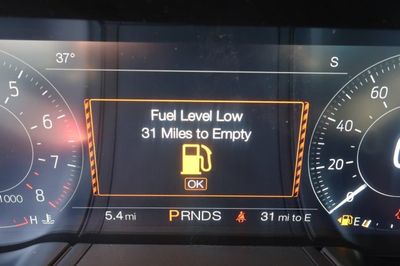 37° S
Fuel Level Low
31 Miles to Empty
OK
5 6 7 8
1000 H
60 40 20 0
E
5.4 mi PRNDS 31 mi to E